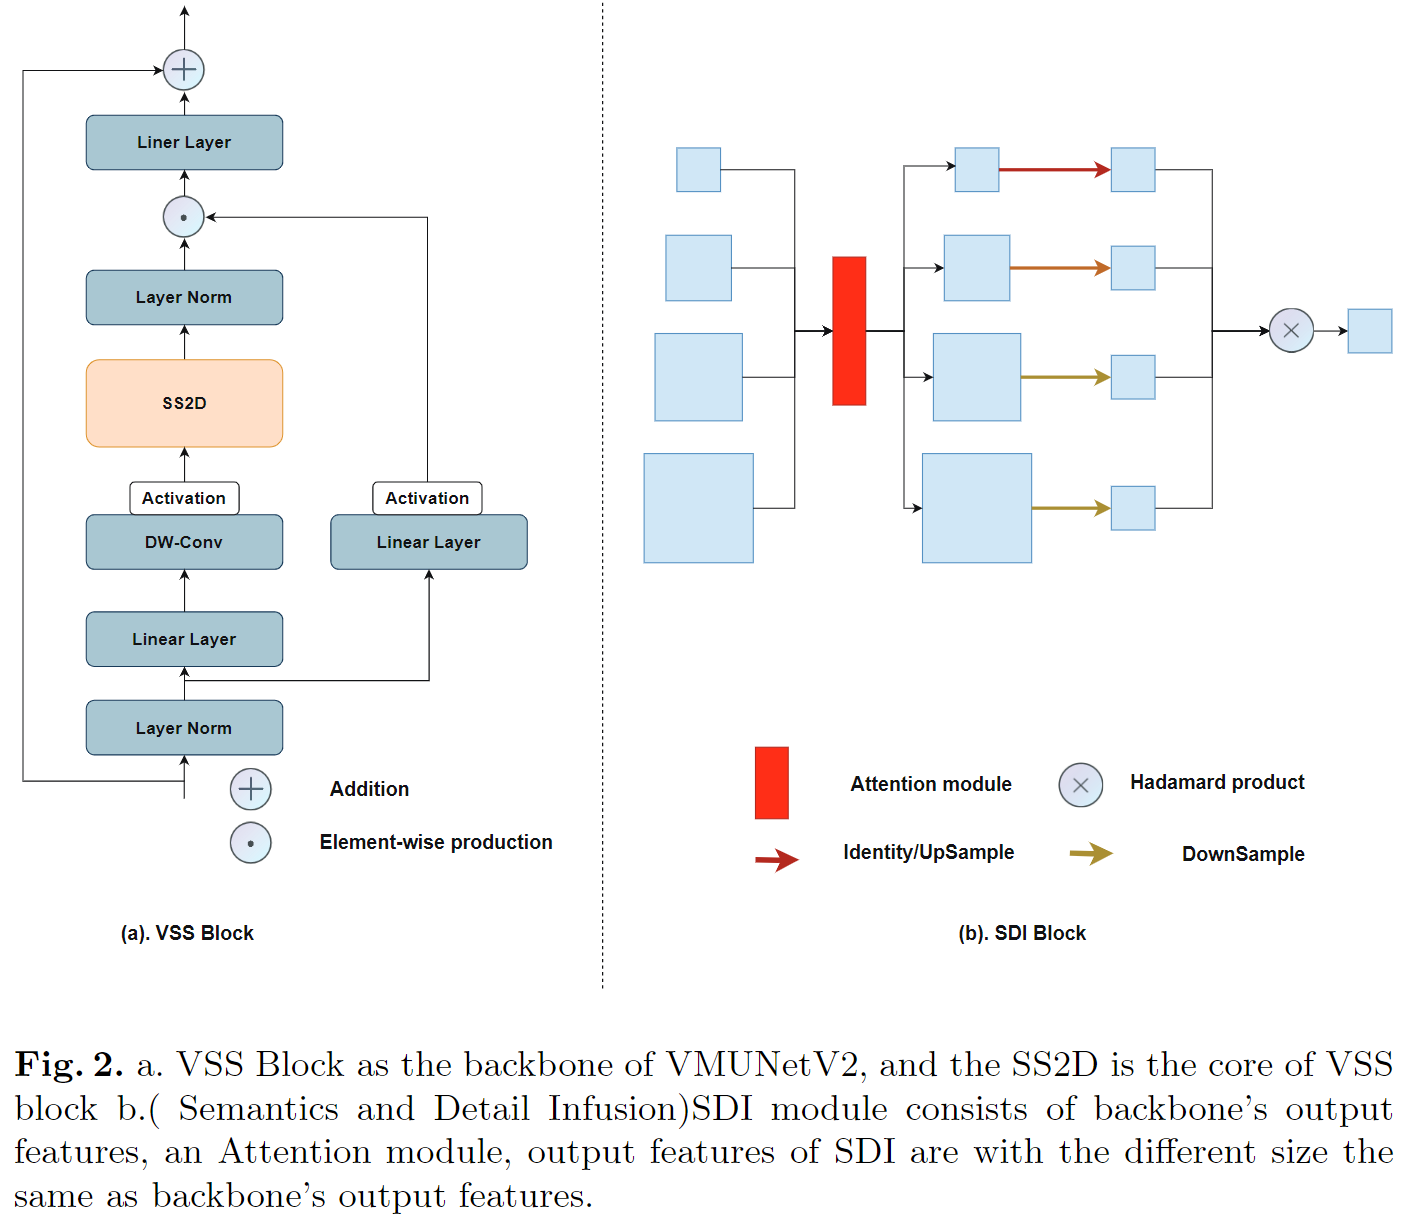 Liner Layer
Layer Norm
SS2D
Activation
Activation
DW-Conv
Linear Layer
Linear Layer
Layer Norm
Addition
Element-wise production
(a). VSS Block
Attention module
Hadamard product
Identity/UpSample
DownSample
(b). SDI Block
Fig. 2. a. VSS Block as the backbone of VMUNetV2, and the SS2D is the core of VSS
block b.( Semantics and Detail Infusion)SDI module consists of backbone's output
features, an Attention module, output features of SDI are with the different size the
same as backbone's output features.